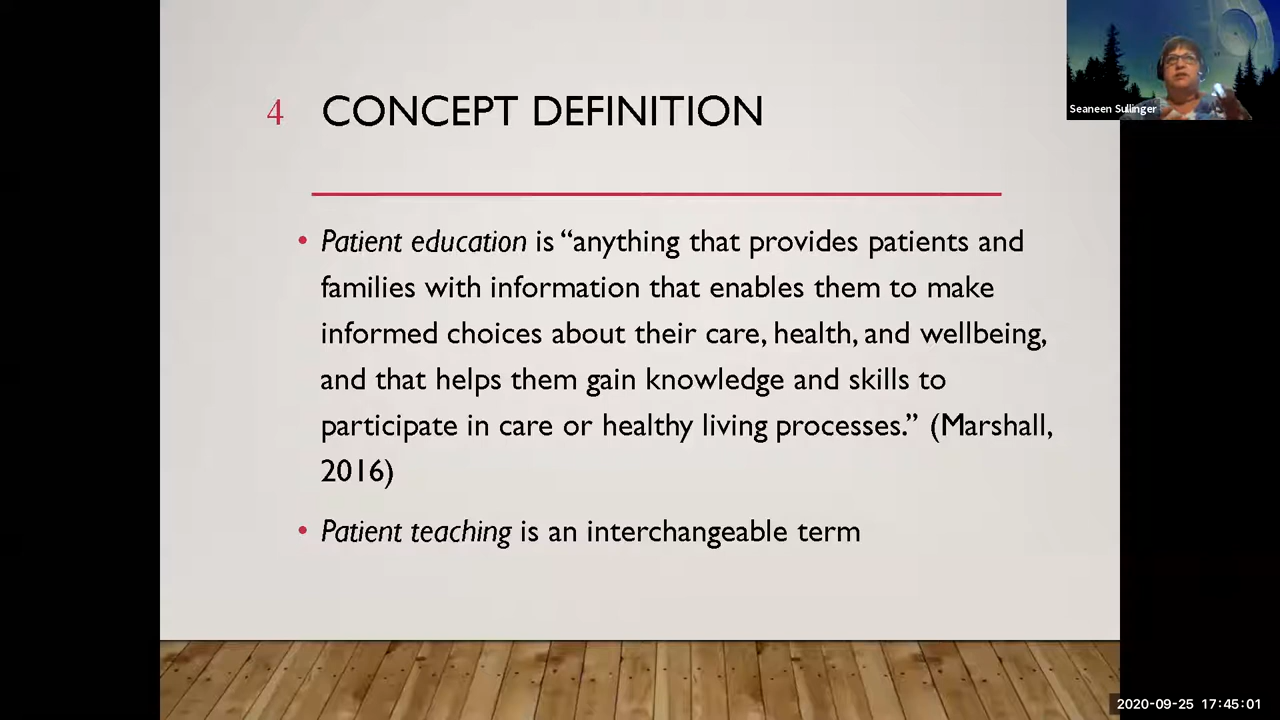 4 CONCEPT DEFINITION
Seaneen Sullinger
• Patient education is “anything that provides patients and
families with information that enables them to make
informed choices about their care, health, and wellbeing,
and that helps them gain knowledge and skills to
participate in care or healthy living processes.” (Marshall,
2016)
• Patient teaching is an interchangeable term
2020-09-25 17:45:01